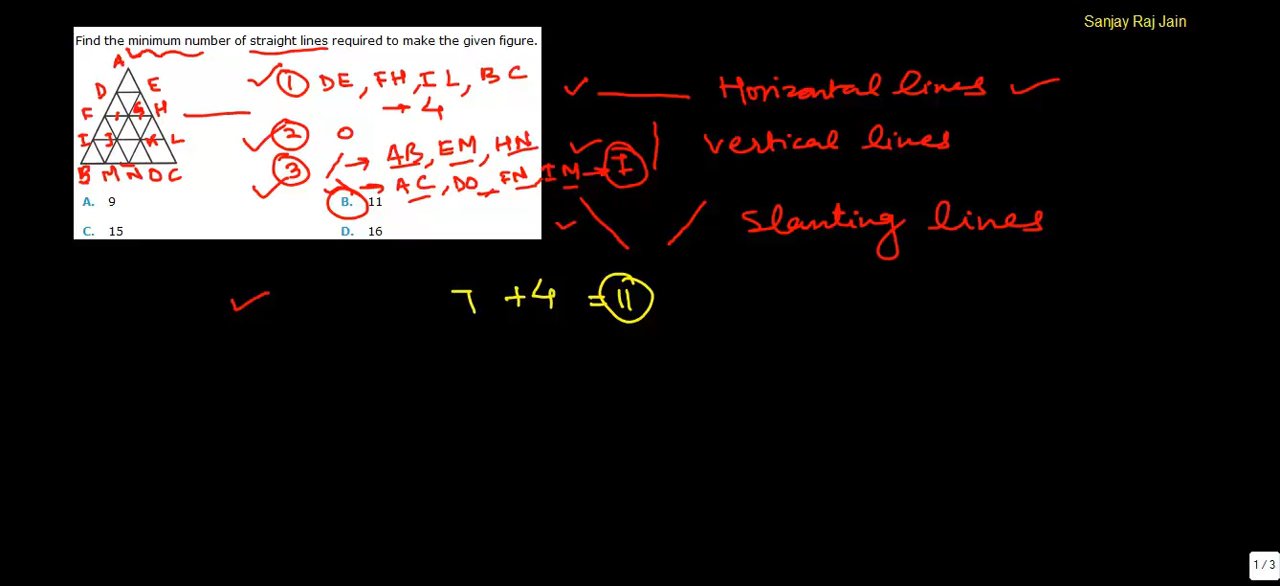 Sanjay Raj Jain
Find the minimum number of straight lines required to make the given figure.
A
D E
F G H
I J K L
B M N O C
1 DE, FH, IL, BC
→ 4
2 0
3 / → AB, EM, HN
\ → AC, DO, FN, IM → 7
A. 9
B. 11
C. 15
D. 16
Horizontal lines
vertical lines
slanting lines
7 + 4 = 11
1 / 3